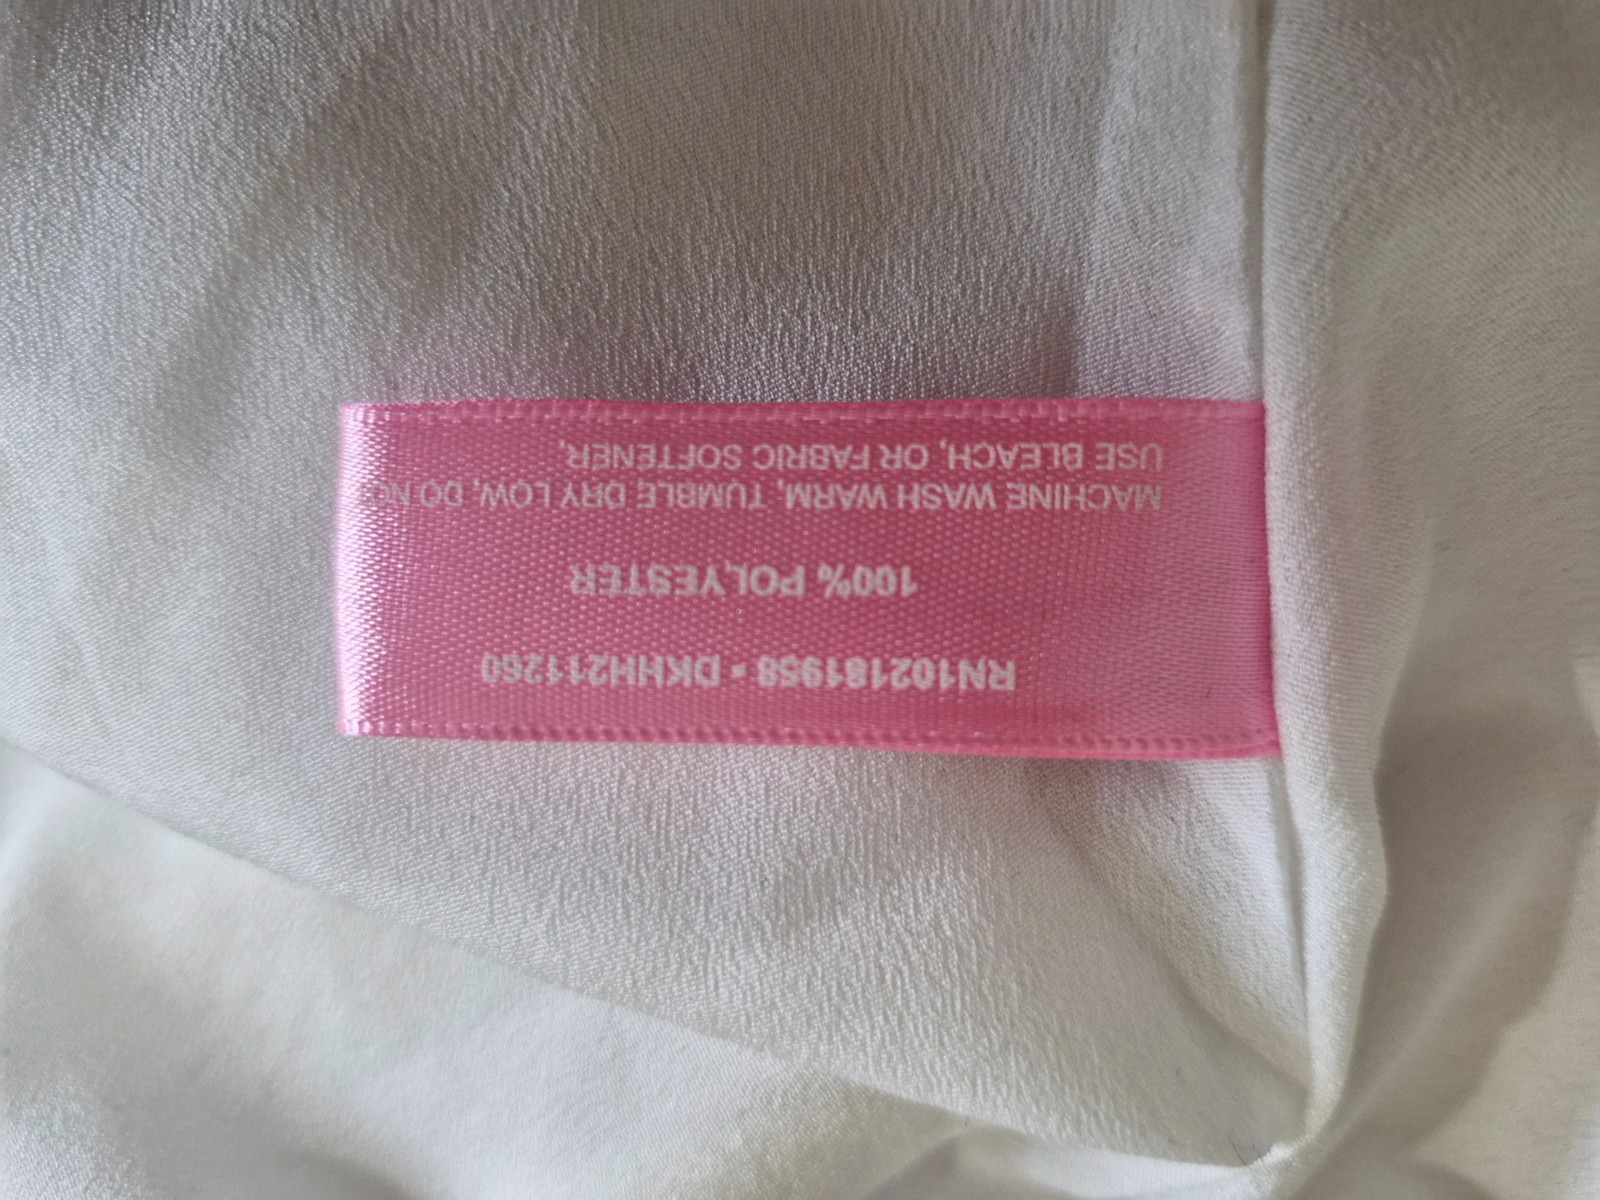 RN102181958 • DKHH211260
100% POLYESTER
MACHINE WASH WARM, TUMBLE DRY LOW, DO NOT
USE BLEACH, OR FABRIC SOFTENER,